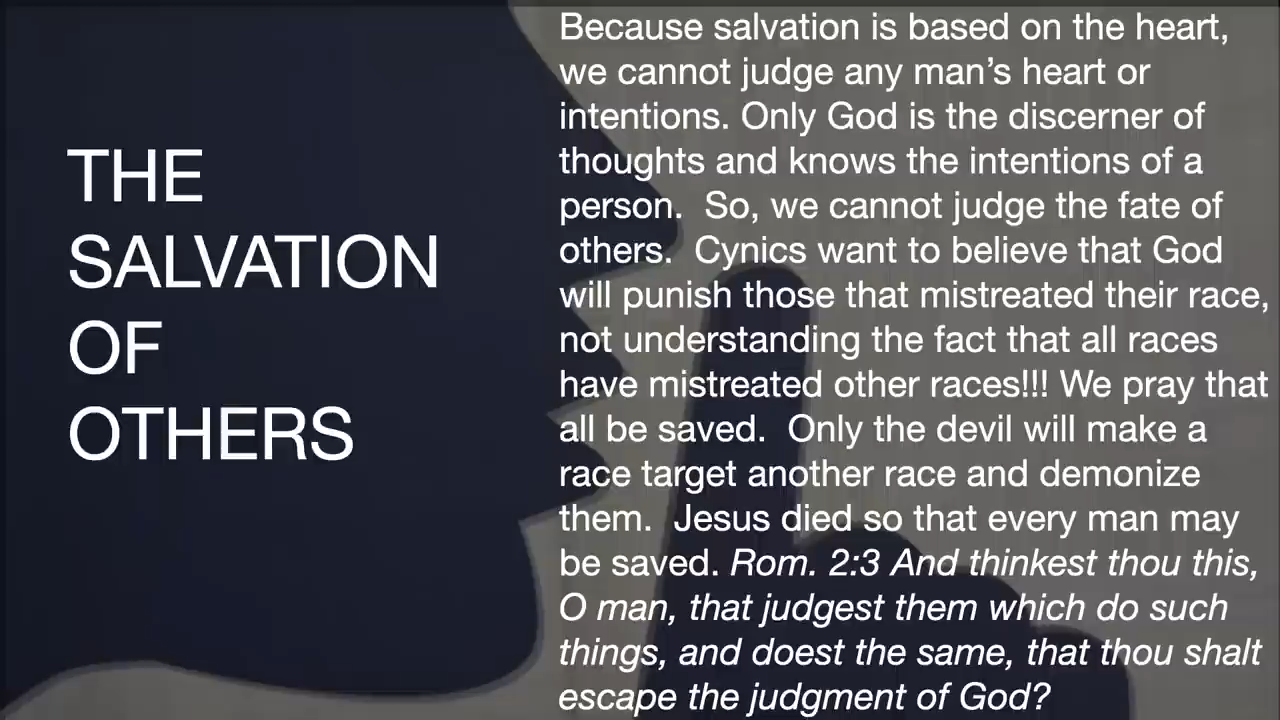 THE
SALVATION
OF
OTHERS
Because salvation is based on the heart,
we cannot judge any man’s heart or
intentions. Only God is the discerner of
thoughts and knows the intentions of a
person.  So, we cannot judge the fate of
others.  Cynics want to believe that God
will punish those that mistreated their race,
not understanding the fact that all races
have mistreated other races!!! We pray that
all be saved.  Only the devil will make a
race target another race and demonize
them.  Jesus died so that every man may
be saved. Rom. 2:3 And thinkest thou this,
O man, that judgest them which do such
things, and doest the same, that thou shalt
escape the judgment of God?